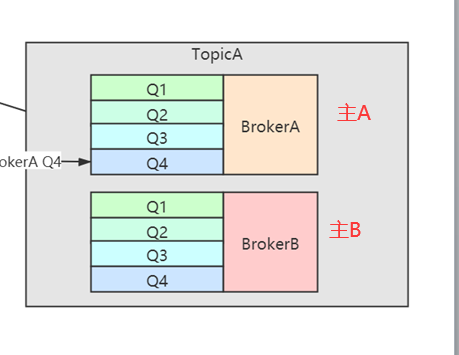 TopicA
Q1
Q2
Q3
Q4
BrokerA
主A
okerA Q4
Q1
Q2
Q3
Q4
BrokerB
主B